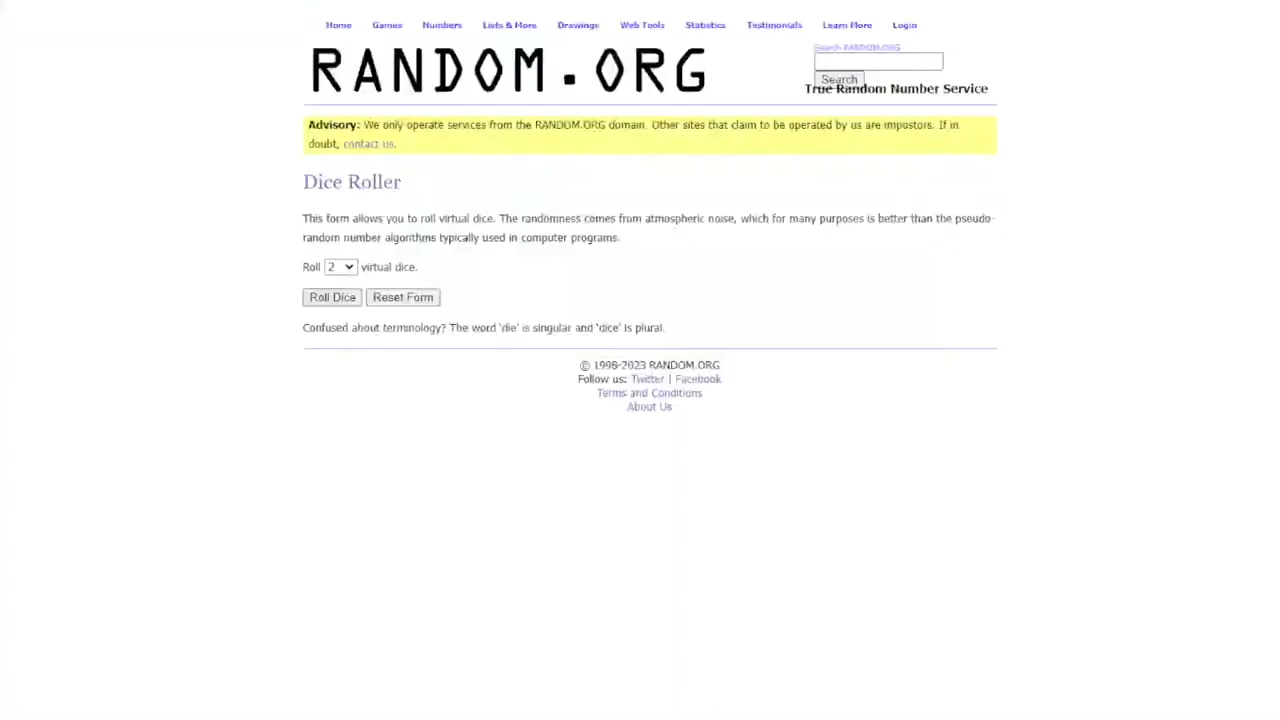 Home Games Numbers Lists & More Drawings Web Tools Statistics Testimonials Learn More Login
RANDOM.ORG
Search RANDOM.ORG
Search
True Random Number Service
Advisory: We only operate services from the RANDOM.ORG domain. Other sites that claim to be operated by us are impostors. If in
doubt, contact us.
Dice Roller
This form allows you to roll virtual dice. The randomness comes from atmospheric noise, which for many purposes is better than the pseudo-
random number algorithms typically used in computer programs.
Roll 2 virtual dice.
Roll Dice Reset Form
Confused about terminology? The word 'die' is singular and 'dice' is plural.
© 1998-2023 RANDOM.ORG
Follow us: Twitter | Facebook
Terms and Conditions
About Us